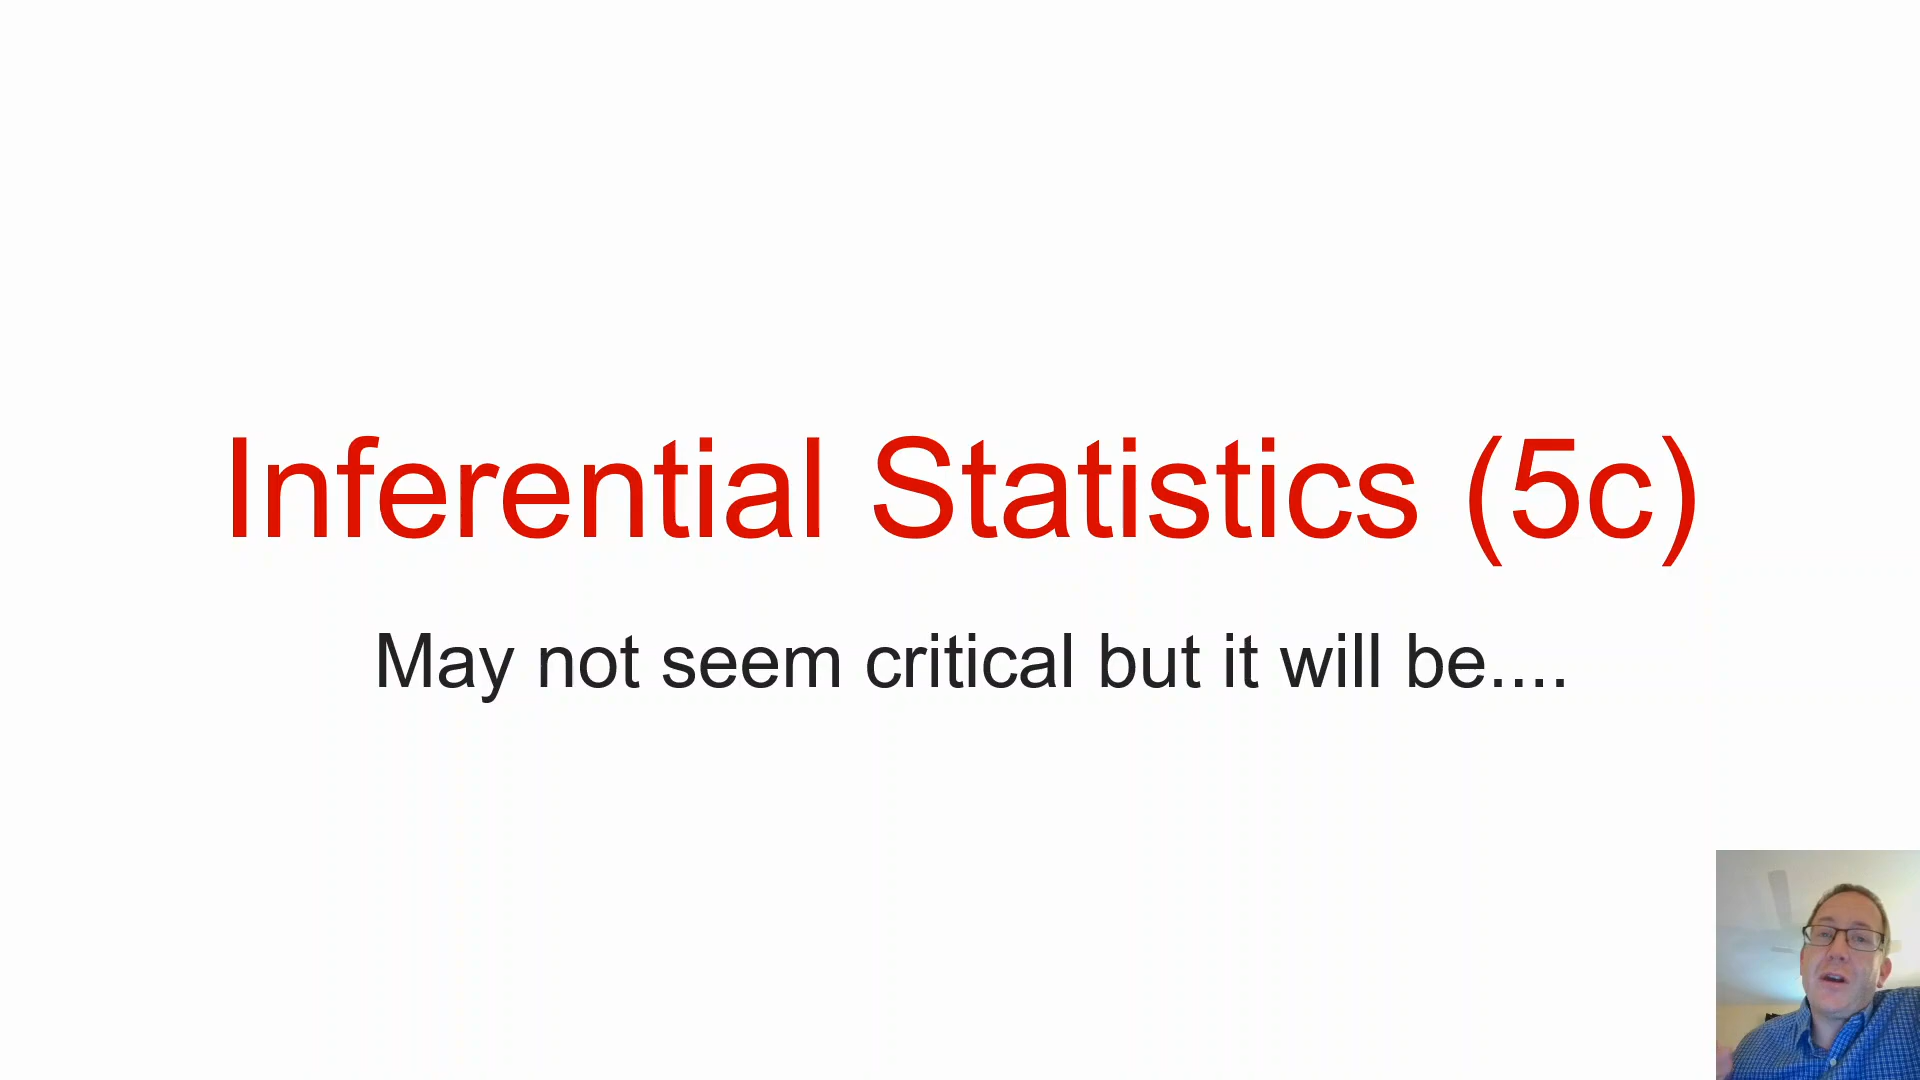 Inferential Statistics (5c)
May not seem critical but it will be....